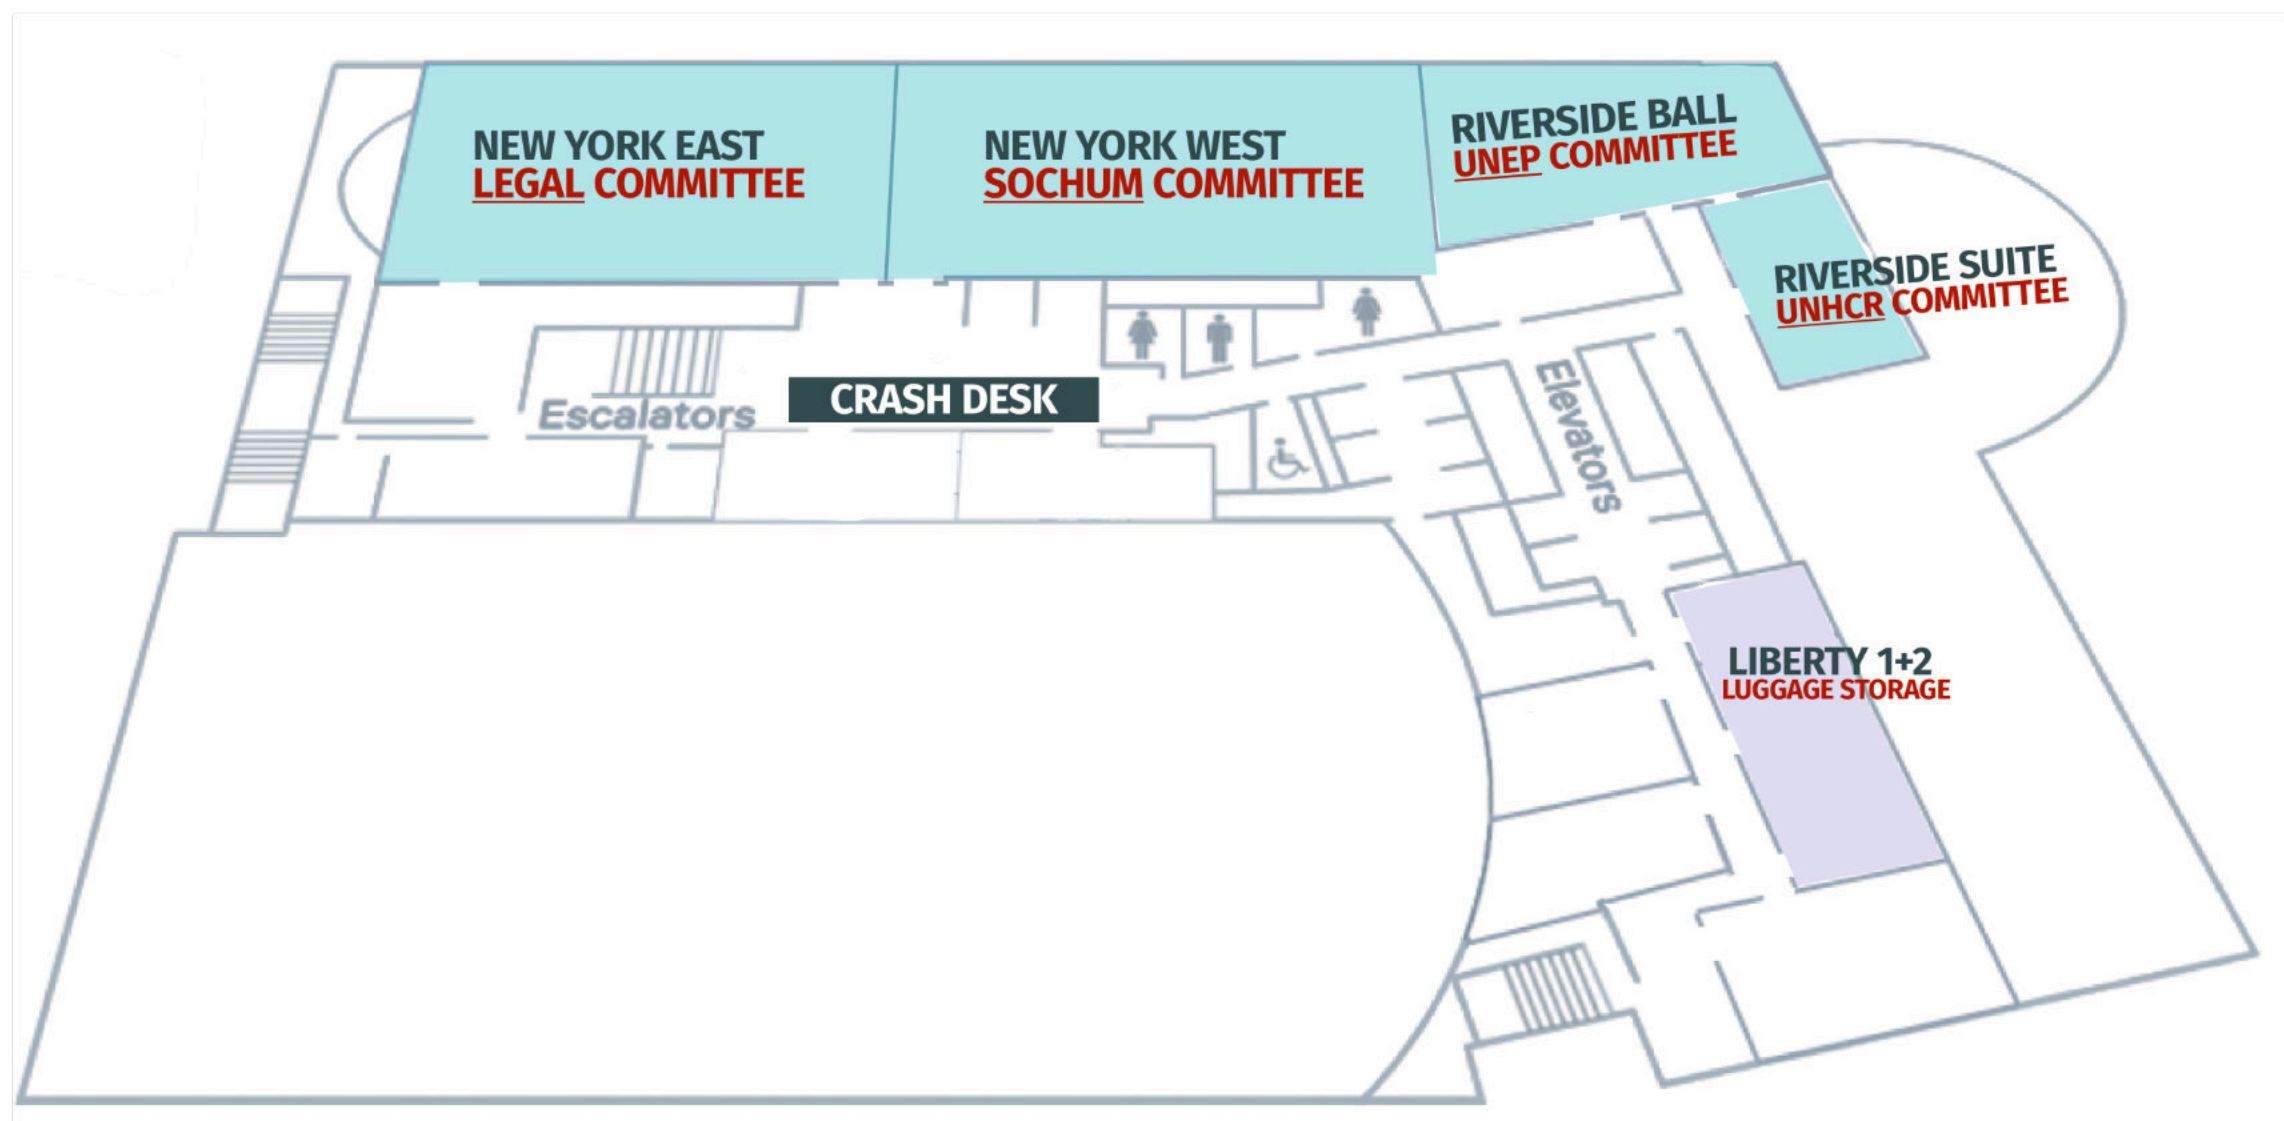 NEW YORK EAST
LEGAL COMMITTEE
NEW YORK WEST
SOCHUM COMMITTEE
RIVERSIDE BALL
UNEP COMMITTEE
RIVERSIDE SUITE
UNHCR COMMITTEE
CRASH DESK
Escalators
Elevators
LIBERTY 1+2
LUGGAGE STORAGE